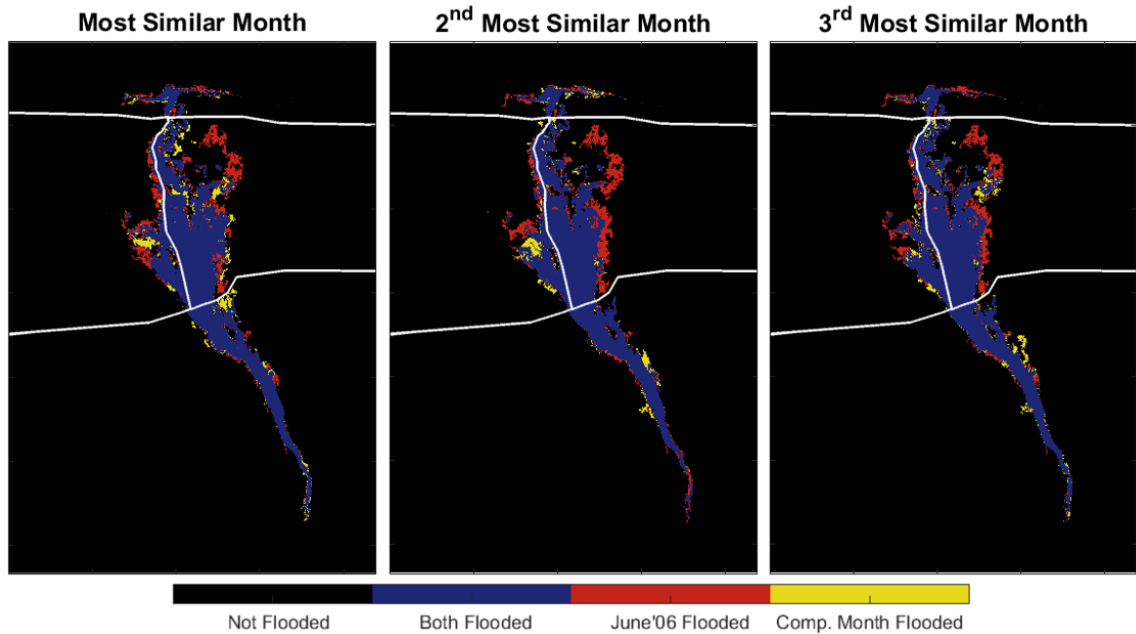 Most Similar Month
2nd Most Similar Month
3rd Most Similar Month
Not Flooded
Both Flooded
June'06 Flooded
Comp. Month Flooded